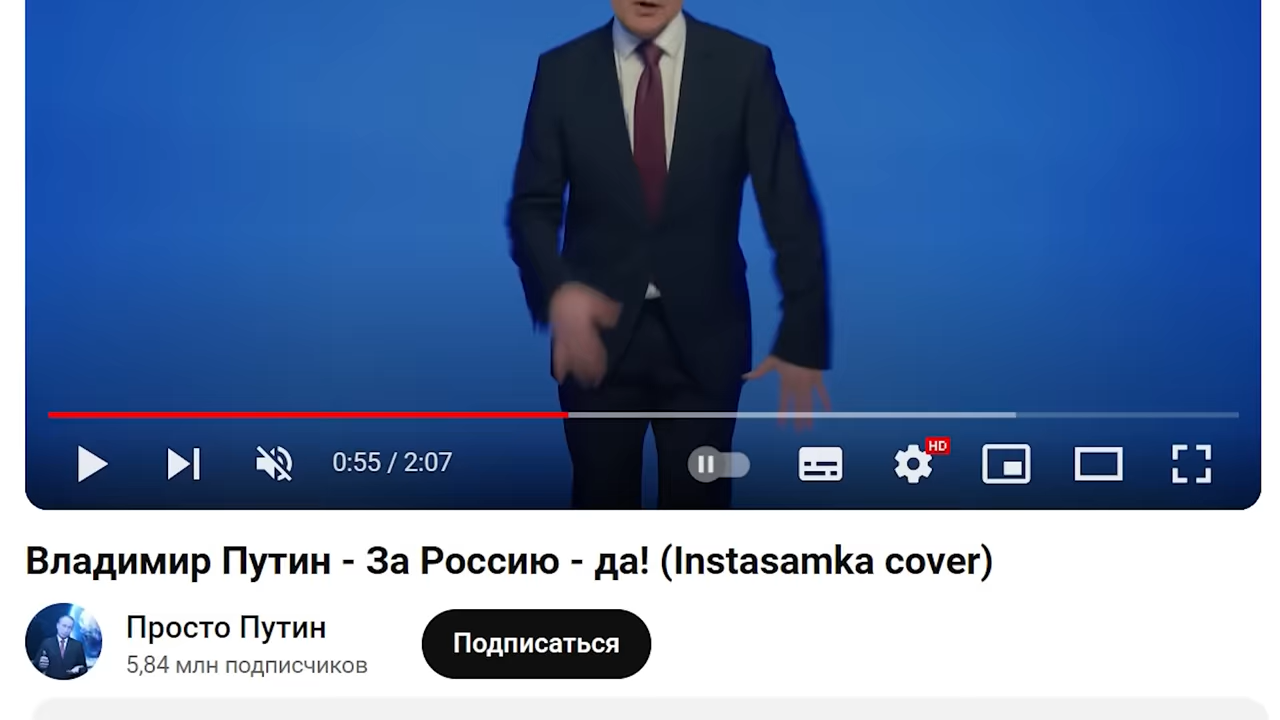 0:55 / 2:07
HD
Владимир Путин - За Россию - да! (Instasamka cover)
Просто Путин
Подписаться
5,84 млн подписчиков